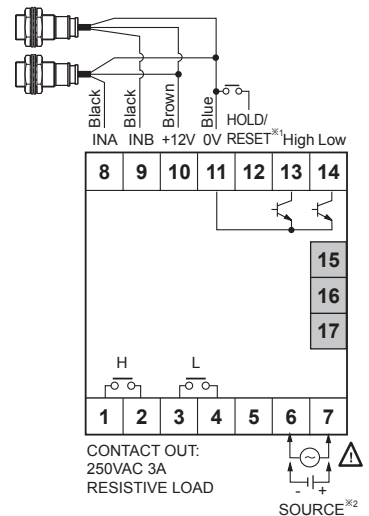 Black
Black
Brown
Blue
HOLD/
INA INB +12V 0V RESET※1 High Low
8 9 10 11 12 13 14
15
16
17
H L
1 2 3 4 5 6 7
CONTACT OUT:
250VAC 3A
RESISTIVE LOAD
- +
SOURCE※2